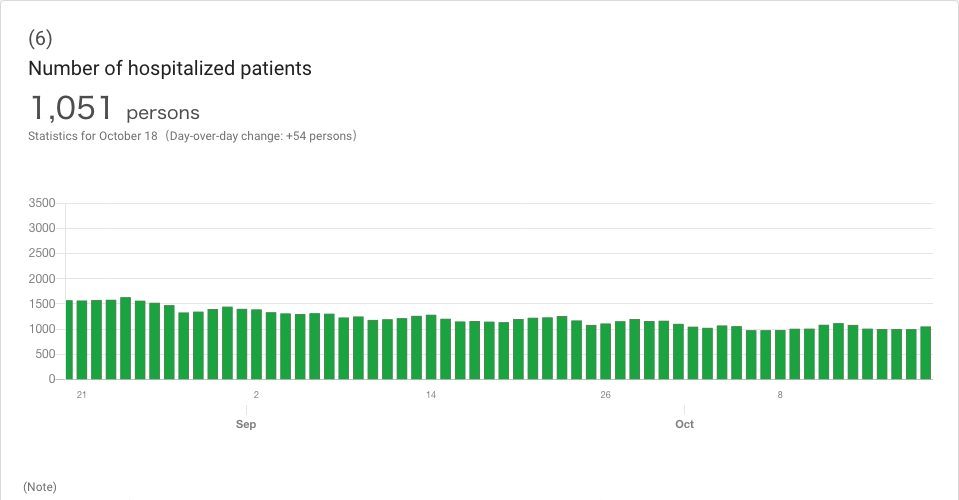 (6)
Number of hospitalized patients
1,051 persons
Statistics for October 18（Day-over-day change: +54 persons）
3500
3000
2500
2000
1500
1000
500
0
21 2 14 26 8
Sep Oct
(Note)